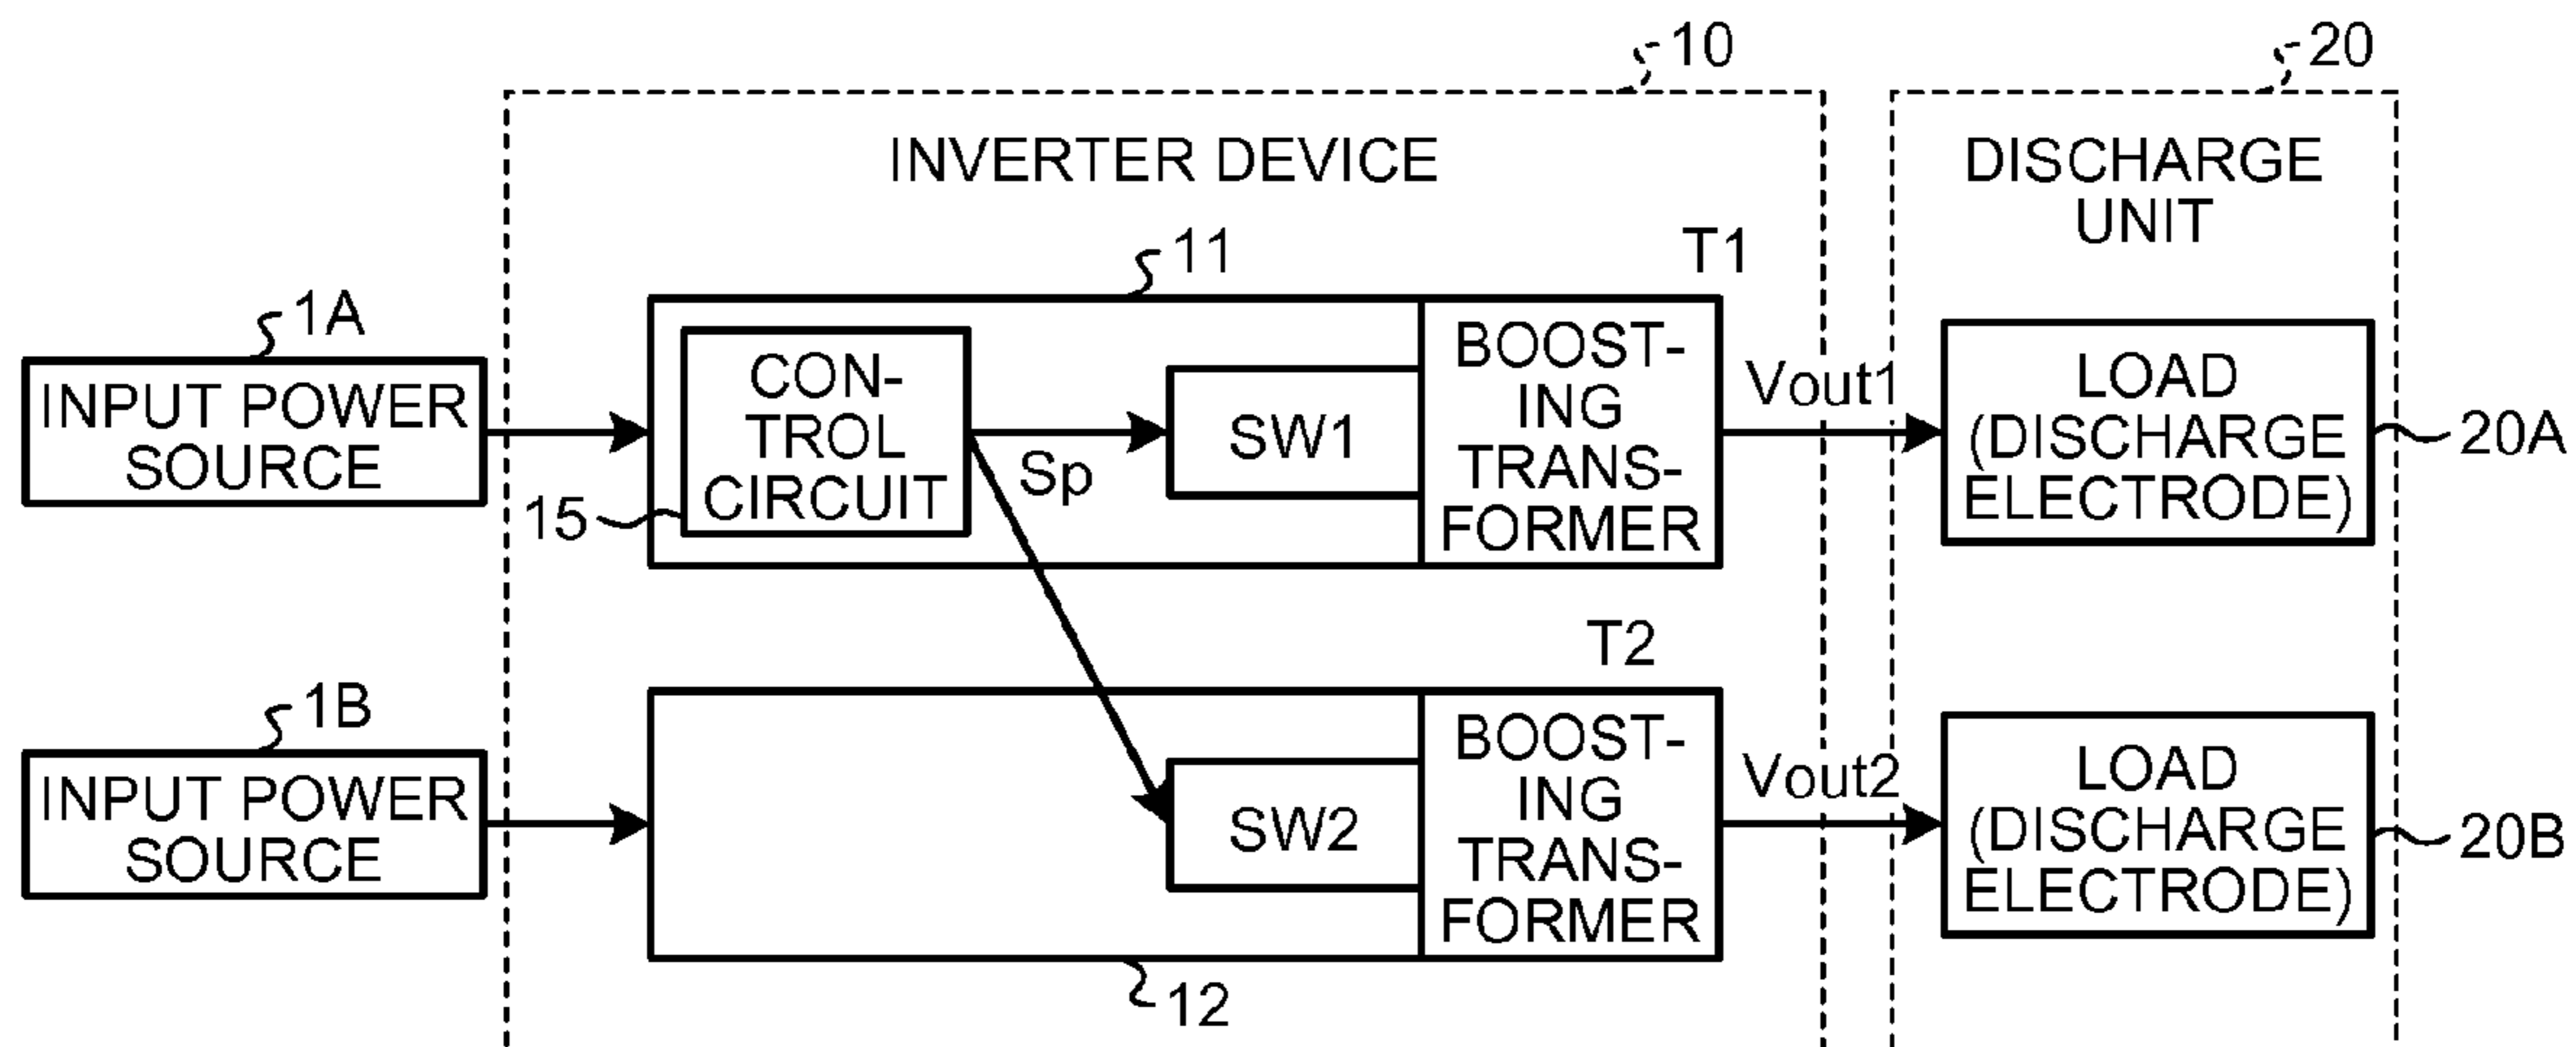 10
20
INVERTER DEVICE
DISCHARGE
UNIT
11
T1
1A
INPUT POWER
SOURCE
CON-
TROL
CIRCUIT
15
Sp
SW1
BOOST-
ING
TRANS-
FORMER
Vout1
LOAD
(DISCHARGE
ELECTRODE)
20A
T2
1B
INPUT POWER
SOURCE
SW2
BOOST-
ING
TRANS-
FORMER
Vout2
LOAD
(DISCHARGE
ELECTRODE)
20B
12